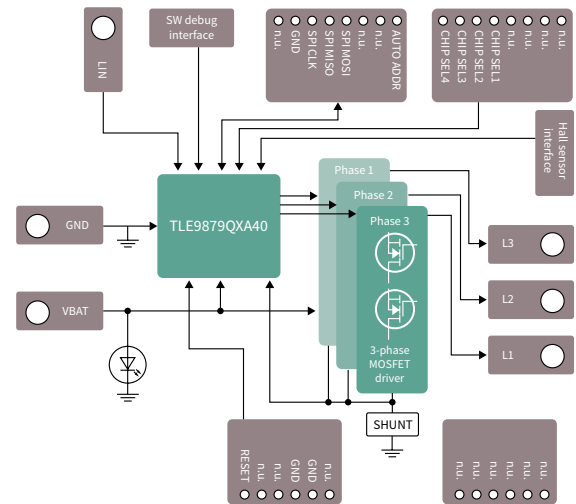 LIN
SW debug
interface
n.u.
GND
SPI CLK
SPI MISO
SPI MOSI
n.u.
n.u.
AUTO ADDR
CHIP SEL4
CHIP SEL3
CHIP SEL2
CHIP SEL1
n.u.
n.u.
n.u.
n.u.
Hall sensor
interface
Phase 1
Phase 2
Phase 3
TLE9879QXA40
GND
VBAT
L3
L2
L1
3-phase
MOSFET
driver
SHUNT
RESET
n.u.
n.u.
GND
GND
n.u.
n.u.
n.u.
n.u.
n.u.
n.u.
n.u.